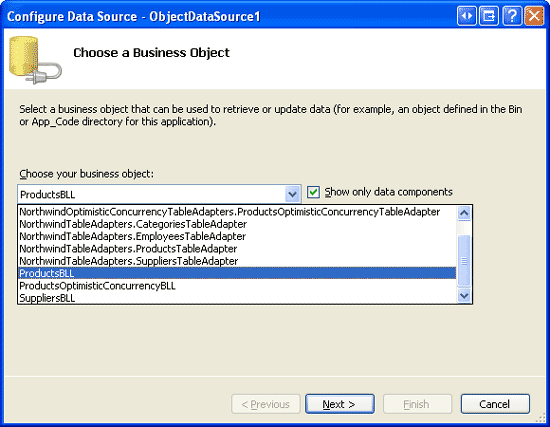 Configure Data Source - ObjectDataSource1
Choose a Business Object
Select a business object that can be used to retrieve or update data (for example, an object defined in the Bin
or App_Code directory for this application).
Choose your business object:
ProductsBLL
Show only data components
NorthwindOptimisticConcurrencyTableAdapters.ProductsOptimisticConcurrencyTableAdapter
NorthwindTableAdapters.CategoriesTableAdapter
NorthwindTableAdapters.EmployeesTableAdapter
NorthwindTableAdapters.ProductsTableAdapter
NorthwindTableAdapters.SuppliersTableAdapter
ProductsBLL
ProductsOptimisticConcurrencyBLL
SuppliersBLL
< Previous
Next >
Finish
Cancel